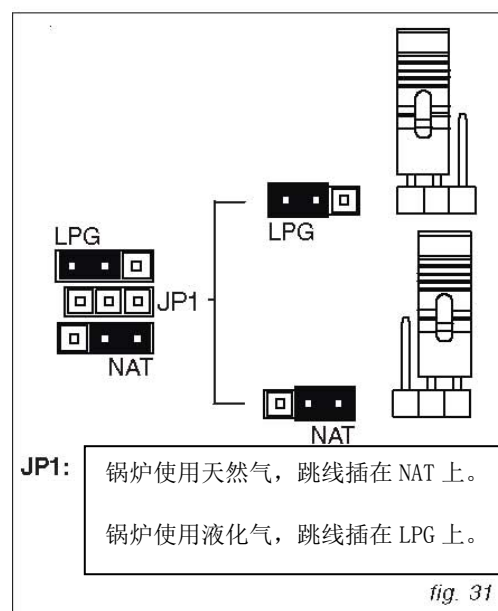 LPG
LPG
JP1
NAT
NAT
JP1:
锅炉使用天然气，跳线插在 NAT 上。
锅炉使用液化气，跳线插在 LPG 上。
fig. 31